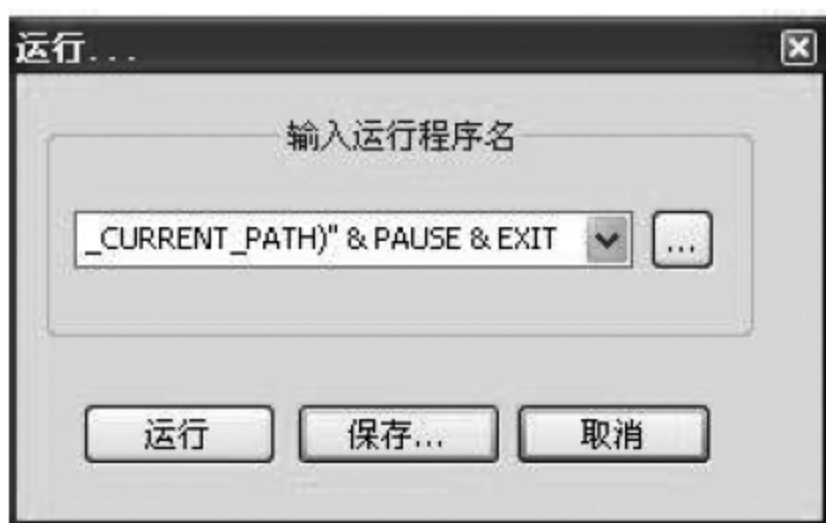 运行...
输入运行程序名
_CURRENT_PATH)" & PAUSE & EXIT
...
运行
保存...
取消